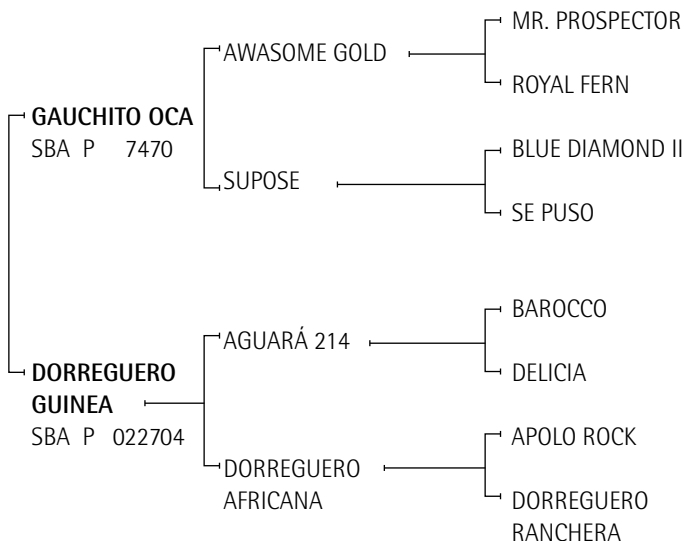 MR. PROSPECTOR
AWASOME GOLD
ROYAL FERN
GAUCHITO OCA
SBA P 7470
BLUE DIAMOND II
SUPOSE
SE PUSO
BAROCCO
AGUARÁ 214
DELICIA
DORREGUERO
GUINEA
SBA P 022704
APOLO ROCK
DORREGUERO
AFRICANA
DORREGUERO
RANCHERA